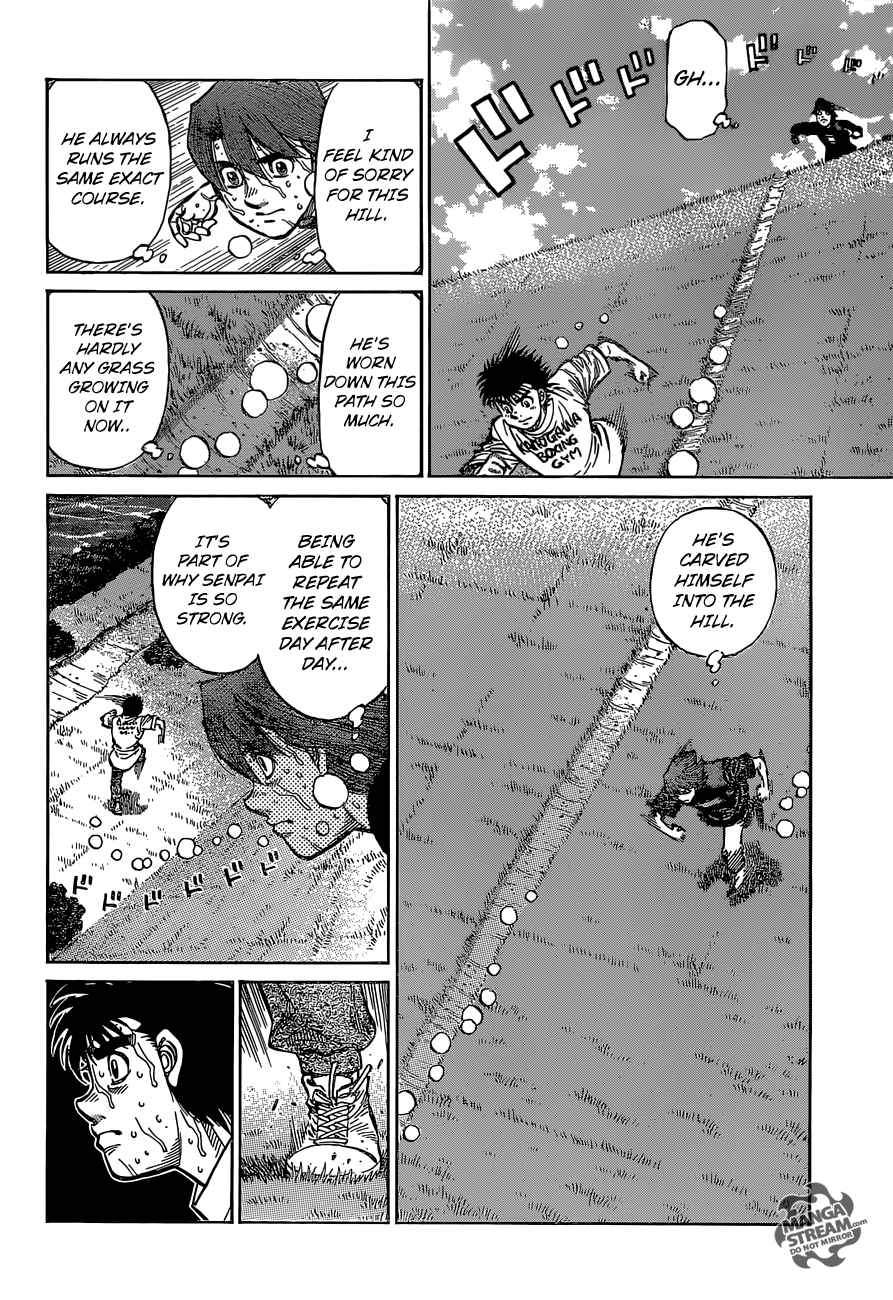 GH...
ドドドドドド
KAMOGAWA
BOXING
GYM
I
FEEL KIND
OF SORRY
FOR THIS
HILL.
HE ALWAYS
RUNS THE
SAME EXACT
COURSE.
HE'S
WORN
DOWN THIS
PATH SO
MUCH.
THERE'S
HARDLY
ANY GRASS
GROWING
ON IT
NOW..
HE'S
CARVED
HIMSELF
INTO THE
HILL.
BEING
ABLE TO
REPEAT
THE SAME
EXERCISE
DAY AFTER
DAY...
IT'S
PART OF
WHY SENPAI
IS SO
STRONG.
ドドドドドド
MANGA
STREAM.com
DO NOT MIRROR